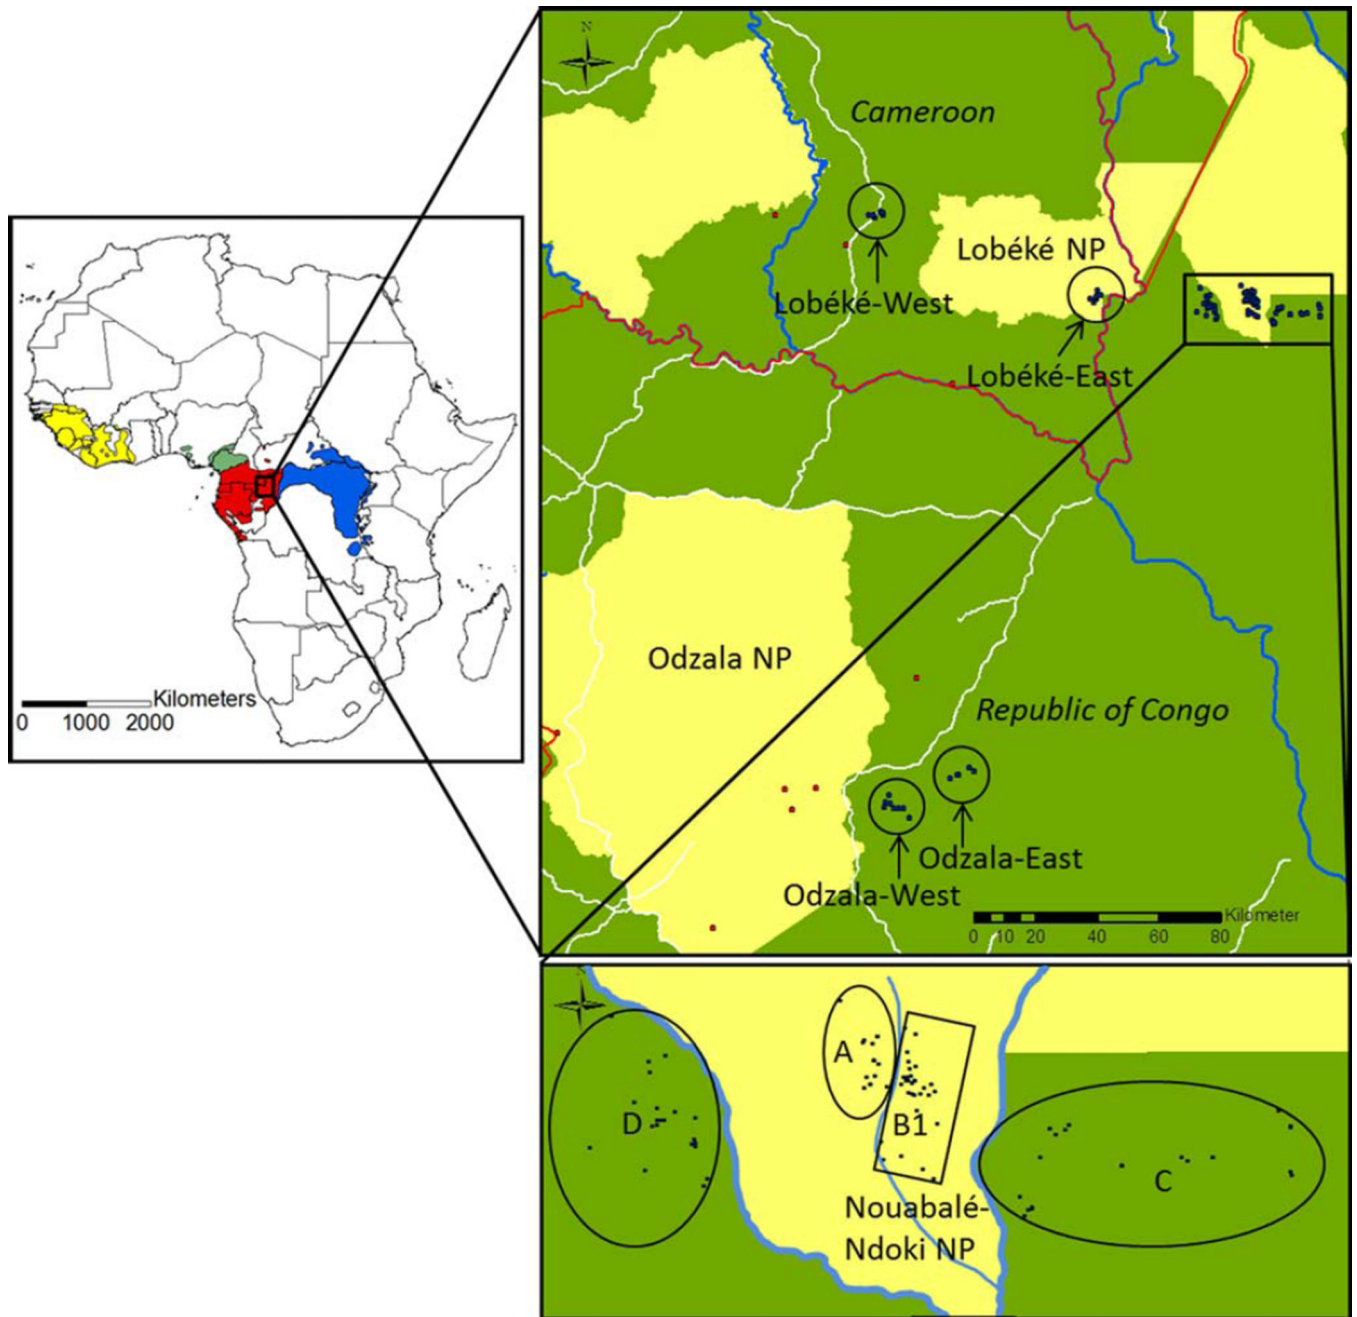 N
Cameroon
Lobéké NP
Lobéké-West
Lobéké-East
Kilometers
0 1000 2000
Odzala NP
Republic of Congo
Odzala-East
Odzala-West
Kilometer
0 10 20 40 60 80
A
D
B1
C
Nouabalé-
Ndoki NP